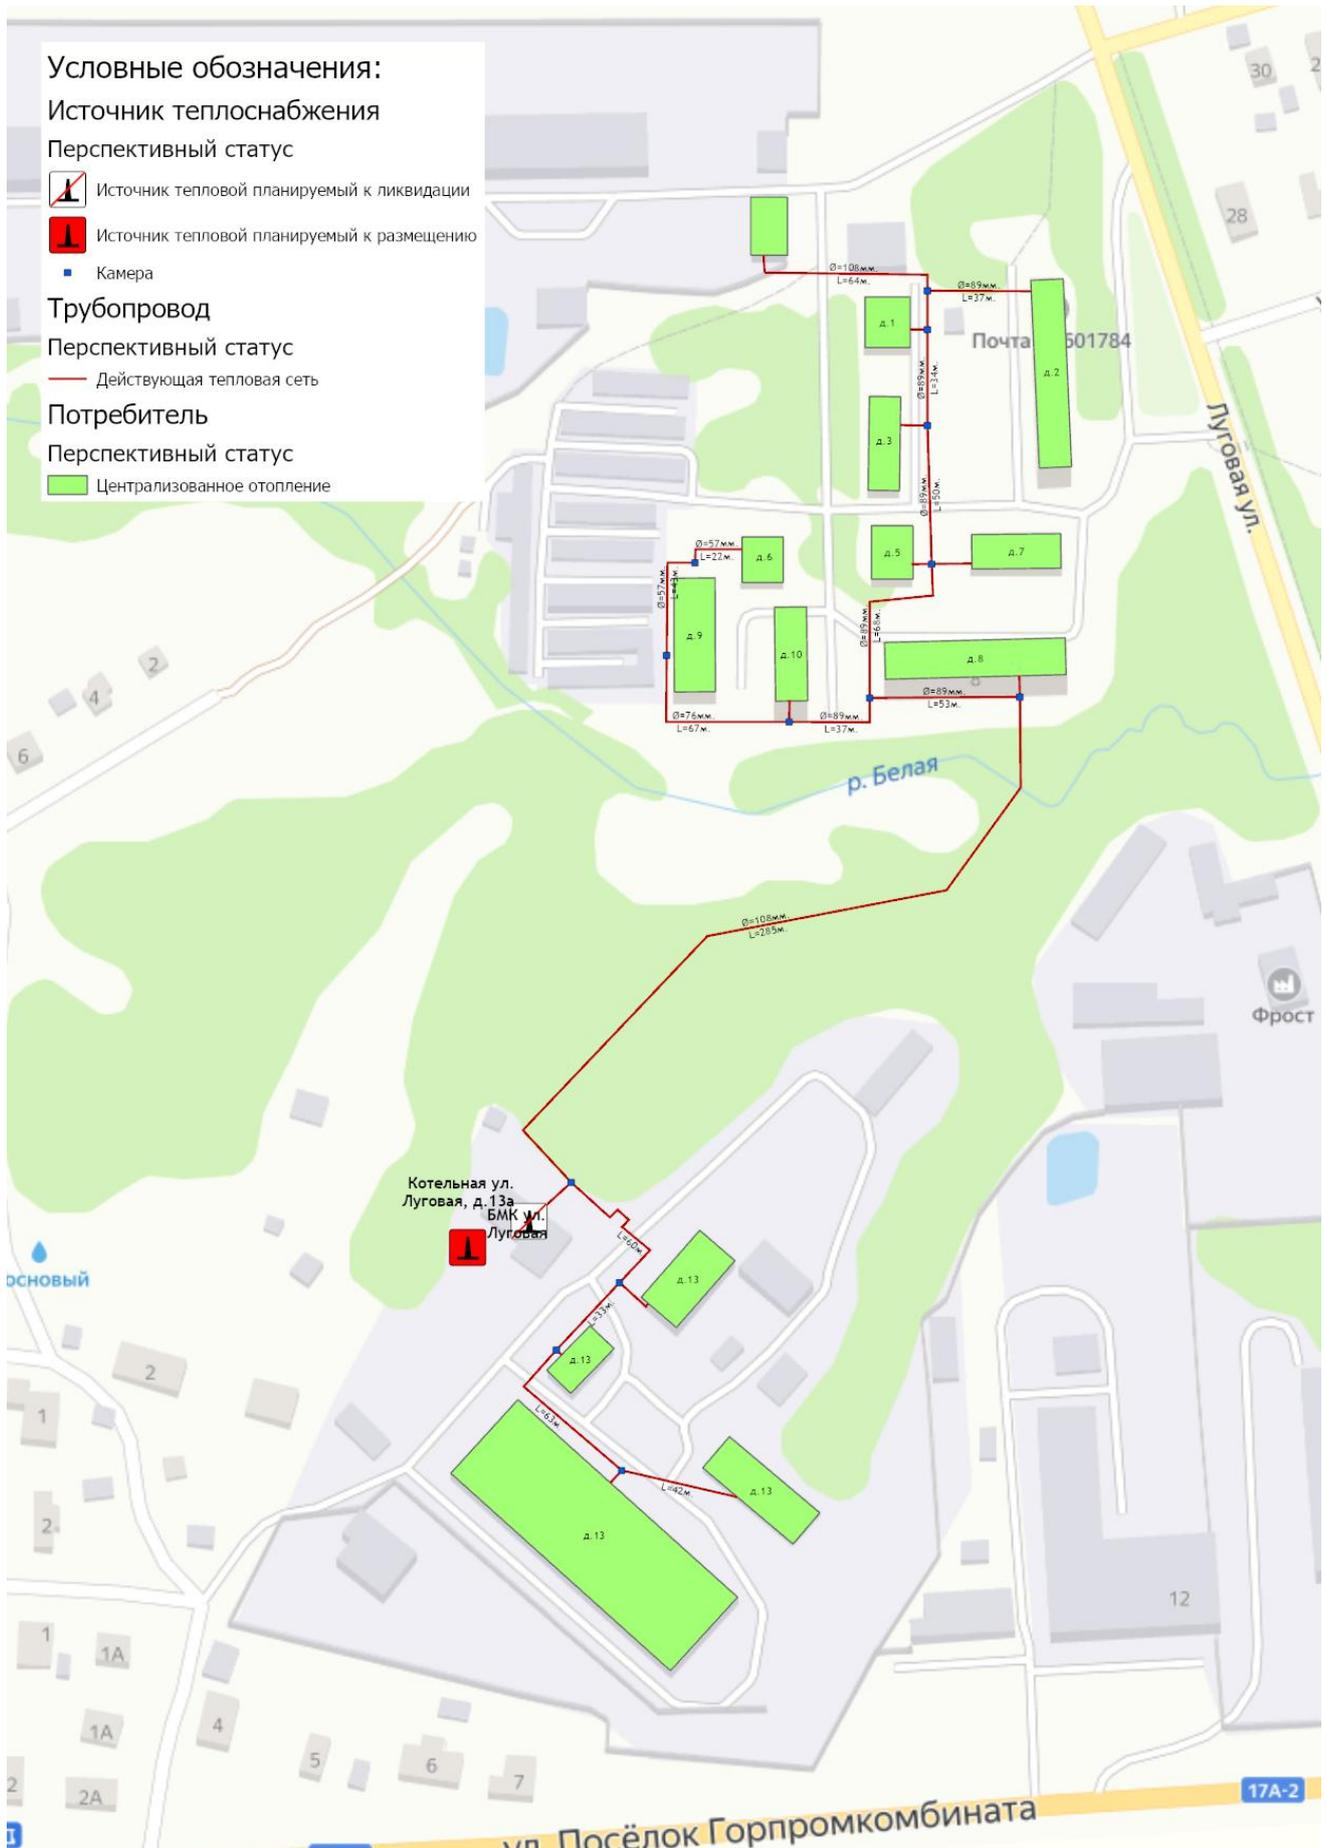 Условные обозначения:
Источник теплоснабжения
Перспективный статус
Источник тепловой планируемый к ликвидации
Источник тепловой планируемый к размещению
Камера
Трубопровод
Перспективный статус
Действующая тепловая сеть
Потребитель
Перспективный статус
Централизованное отопление
30
28
Ø=108мм.
L=64м.
Ø=89мм.
L=37м.
д.1
Почта
601784
д.2
Ø=89мм.
L=34м.
Луговая ул.
д.3
Ø=89мм.
L=50м.
Ø=57мм.
L=22м.
д.6
д.5
д.7
Ø=57мм.
д.9
д.10
Ø=89мм.
L=68м.
д.8
2
4
6
Ø=89мм.
L=53м.
Ø=76мм.
L=67м.
Ø=89мм.
L=37м.
р. Белая
Ø=108мм.
L=285м.
Фрост
Котельная ул.
Луговая, д.13а
БМК ул.
Луговая
L=60м.
основый
д.13
L=33м.
д.13
2
1
L=63м.
L=42м.
д.13
д.13
2
12
1
1А
1А
4
5
6
7
2
2А
17А-2
ул. Посёлок Горпромкомбината